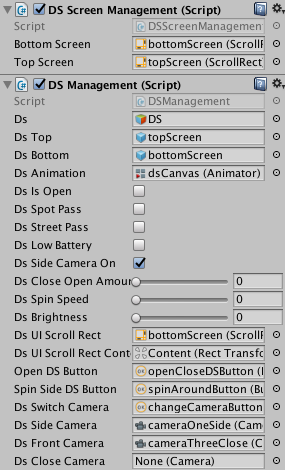 DS Screen Management (Script)
Script DSScreenManagement
Bottom Screen bottomScreen (ScrollR
Top Screen topScreen (ScrollRect)
DS Management (Script)
Script DSManagement
Ds DS
Ds Top topScreen
Ds Bottom bottomScreen
Ds Animation dsCanvas (Animator)
Ds Is Open
Ds Spot Pass
Ds Street Pass
Ds Low Battery
Ds Side Camera On
Ds Close Open Amoun 0
Ds Spin Speed 0
Ds Brightness 0
Ds UI Scroll Rect bottomScreen (ScrollR
Ds UI Scroll Rect Cont Content (Rect Transfo
Open DS Button openCloseDSButton (
Spin Side DS Button spinAroundButton (Bu
Ds Switch Camera changeCameraButton
Ds Side Camera cameraOneSide (Cam
Ds Front Camera cameraThreeClose (C
Ds Close Camera None (Camera)